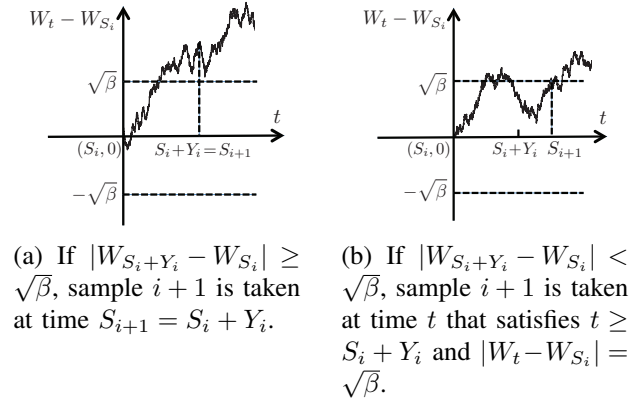 W_t − W_{S_i}
√β
t
(S_i, 0)
S_i + Y_i = S_{i+1}
−√β
W_t − W_{S_i}
√β
t
(S_i, 0)
S_i + Y_i
S_{i+1}
−√β
(a) If |W_{S_i+Y_i} − W_{S_i}| ≥
√β, sample i + 1 is taken
at time S_{i+1} = S_i + Y_i.
(b) If |W_{S_i+Y_i} − W_{S_i}| <
√β, sample i + 1 is taken
at time t that satisfies t ≥
S_i + Y_i and |W_t − W_{S_i}| =
√β.